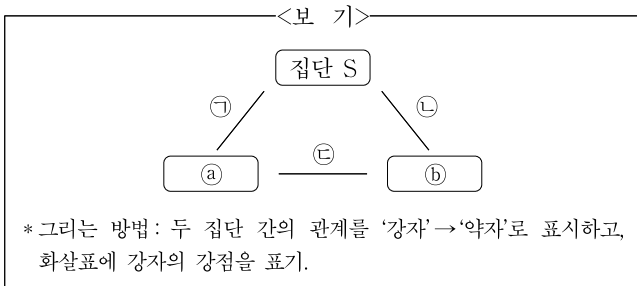 <보 기>
집단 S
㉠ ㉡
ⓐ ㉢ ⓑ
* 그리는 방법: 두 집단 간의 관계를 ‘강자’→‘약자’로 표시하고,
화살표에 강자의 강점을 표기.